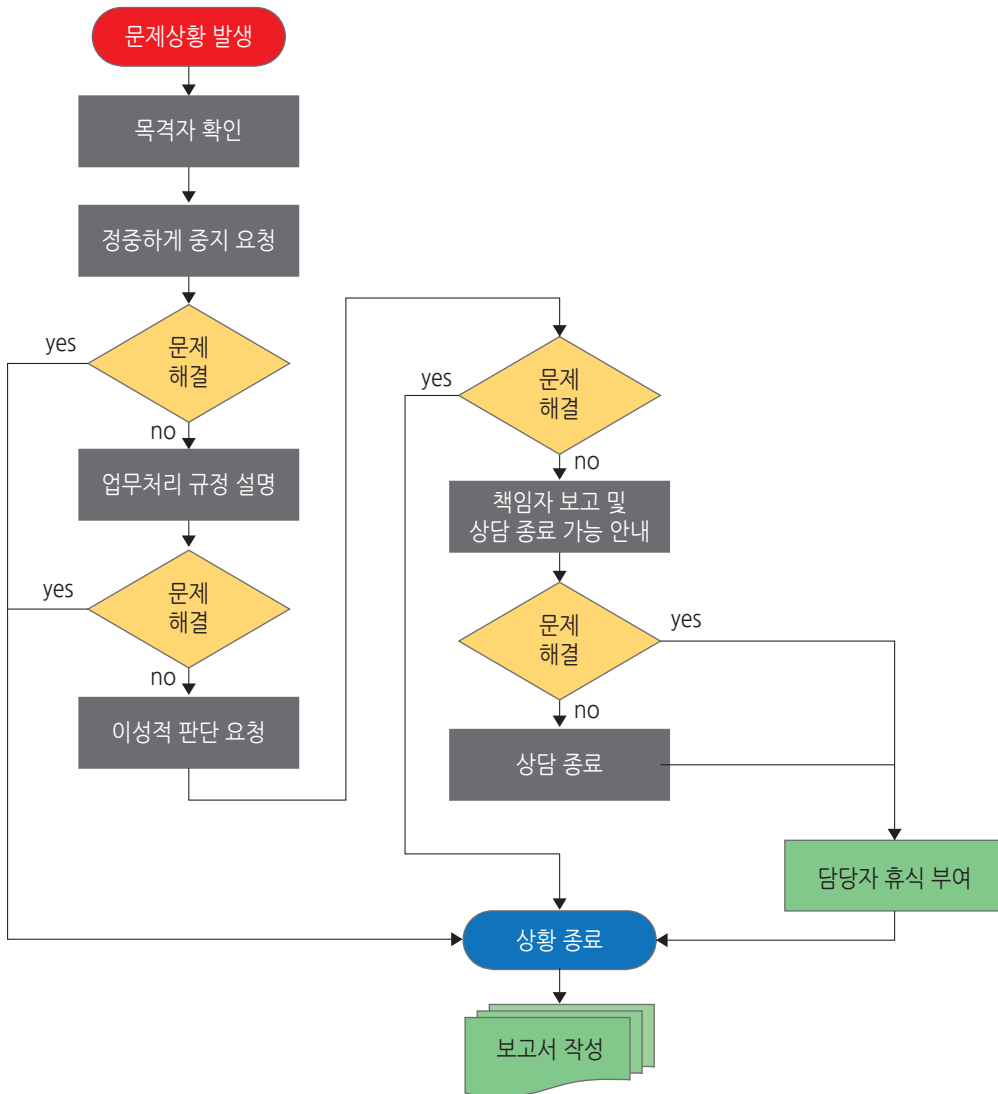 문제상황 발생
목격자 확인
정중하게 중지 요청
문제
해결
yes
no
업무처리 규정 설명
문제
해결
yes
no
이성적 판단 요청
문제
해결
yes
no
책임자 보고 및
상담 종료 가능 안내
문제
해결
yes
no
상담 종료
담당자 휴식 부여
상황 종료
보고서 작성